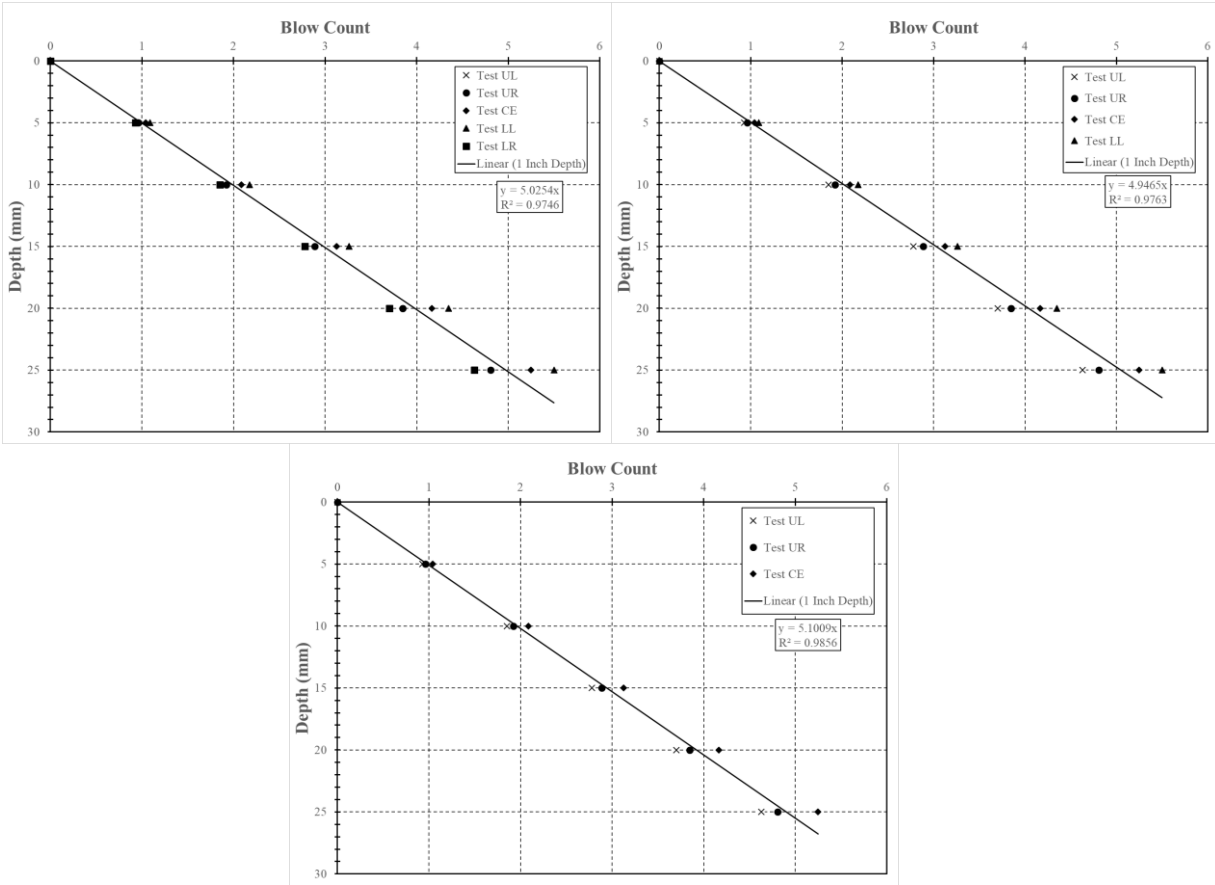 Blow Count
0 1 2 3 4 5 6
0
5
10
15
20
25
30
Depth (mm)
Test UL
Test UR
Test CE
Test LL
Test LR
Linear (1 Inch Depth)
y = 5.0254x
R² = 0.9746
Blow Count
0 1 2 3 4 5 6
0
5
10
15
20
25
30
Depth (mm)
Test UL
Test UR
Test CE
Test LL
Linear (1 Inch Depth)
y = 4.9465x
R² = 0.9763
Blow Count
0 1 2 3 4 5 6
0
5
10
15
20
25
30
Depth (mm)
Test UL
Test UR
Test CE
Linear (1 Inch Depth)
y = 5.1009x
R² = 0.9856